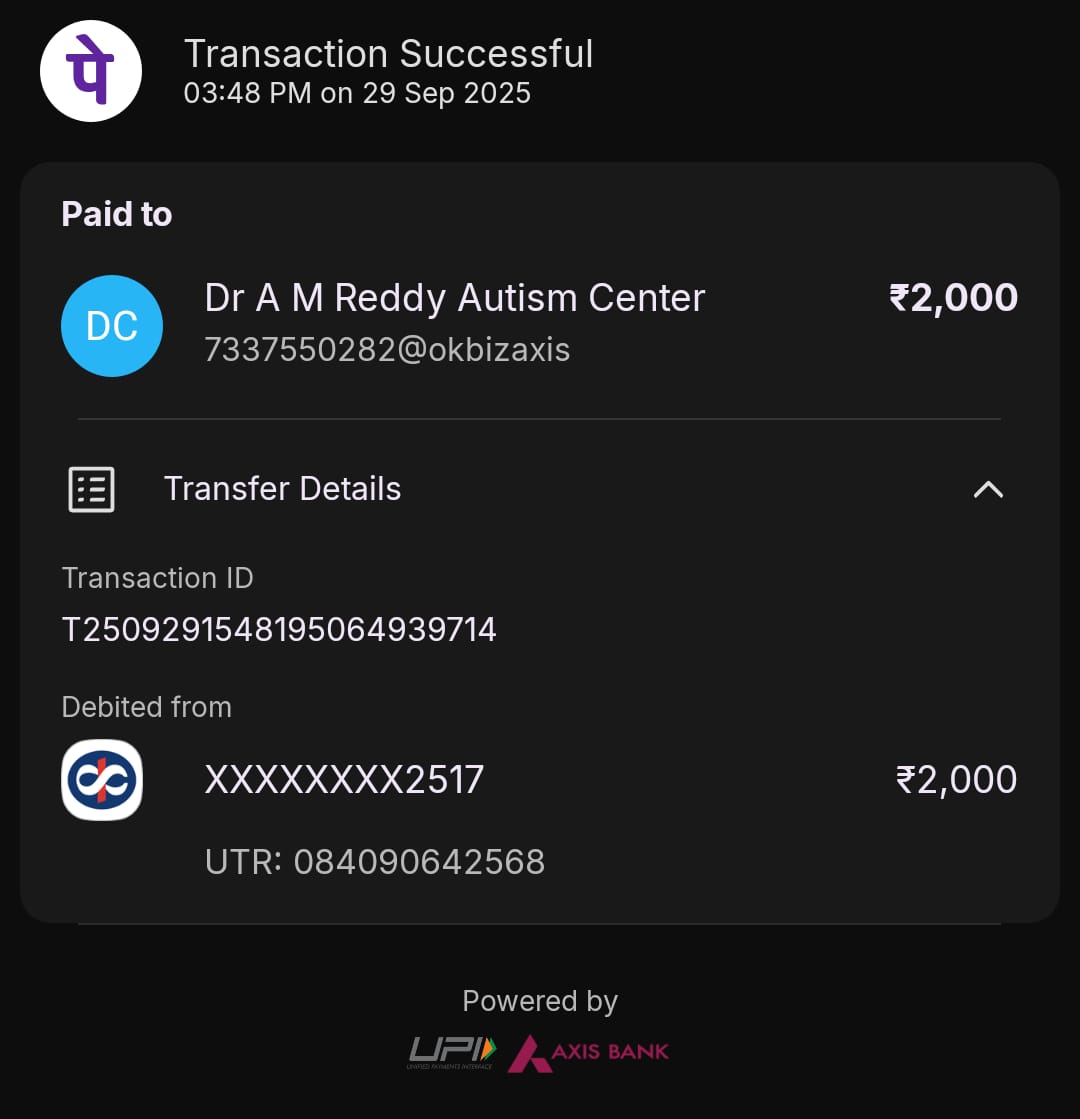 पे
Transaction Successful
03:48 PM on 29 Sep 2025
Paid to
DC
Dr A M Reddy Autism Center
₹2,000
7337550282@okbizaxis
Transfer Details
Transaction ID
T2509291548195064939714
Debited from
XXXXXXXX2517
₹2,000
UTR: 084090642568
Powered by
UPI
UNIFIED PAYMENTS INTERFACE
AXIS BANK